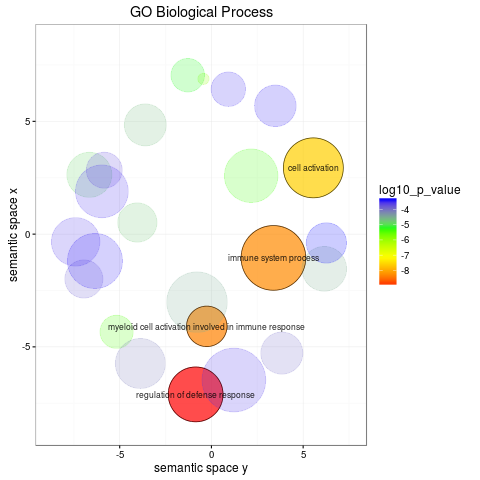 GO Biological Process
semantic space x
5
0
-5
cell activation
immune system process
myeloid cell activation involved in immune response
regulation of defense response
-5
0
5
semantic space y
log10_p_value
-4
-5
-6
-7
-8